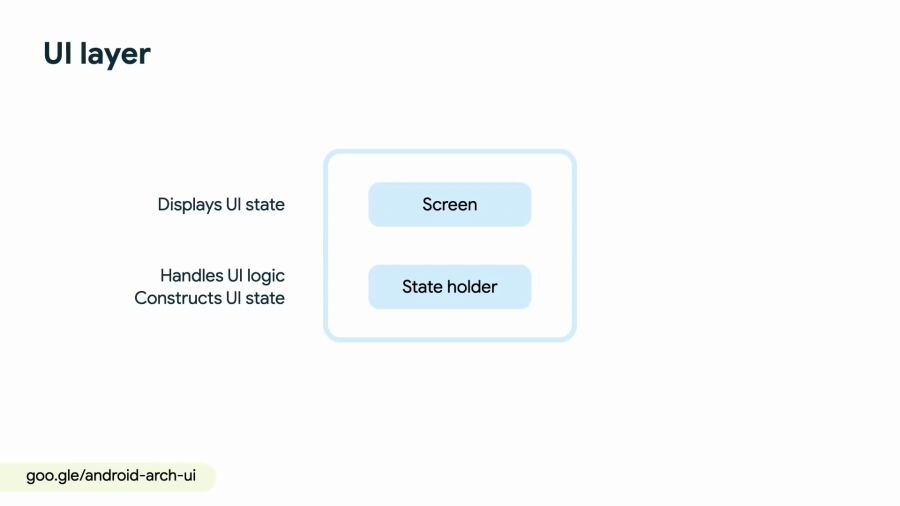 UI layer
Displays UI state
Screen
Handles UI logic
Constructs UI state
State holder
goo.gle/android-arch-ui